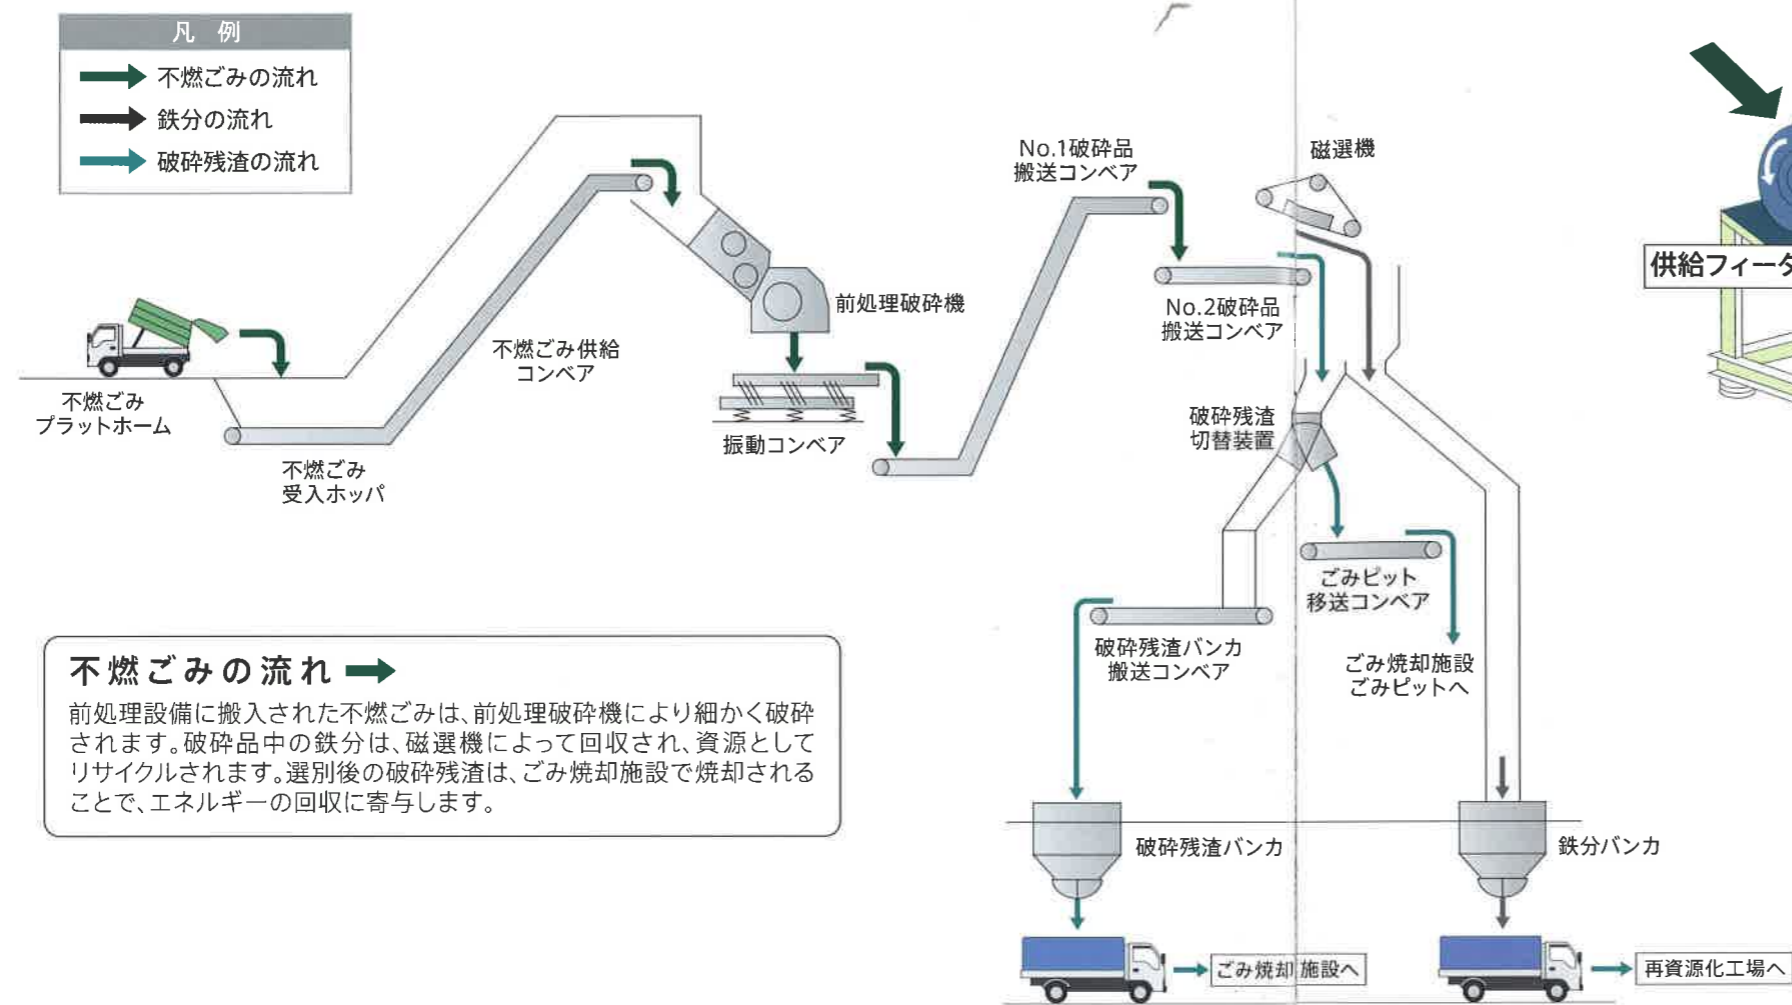 凡 例
不燃ごみの流れ
鉄分の流れ
破砕残渣の流れ
不燃ごみ
プラットホーム
不燃ごみ
受入ホッパ
不燃ごみ供給
コンベア
前処理破砕機
振動コンベア
No.1破砕品
搬送コンベア
磁選機
No.2破砕品
搬送コンベア
破砕残渣
切替装置
ごみピット
移送コンベア
破砕残渣バンカ
搬送コンベア
ごみ焼却施設
ごみピットへ
破砕残渣バンカ
鉄分バンカ
ごみ焼却施設へ
再資源化工場へ
供給フィーダ
不燃ごみの流れ
前処理設備に搬入された不燃ごみは、前処理破砕機により細かく破砕
されます。破砕品中の鉄分は、磁選機によって回収され、資源として
リサイクルされます。選別後の破砕残渣は、ごみ焼却施設で焼却される
ことで、エネルギーの回収に寄与します。